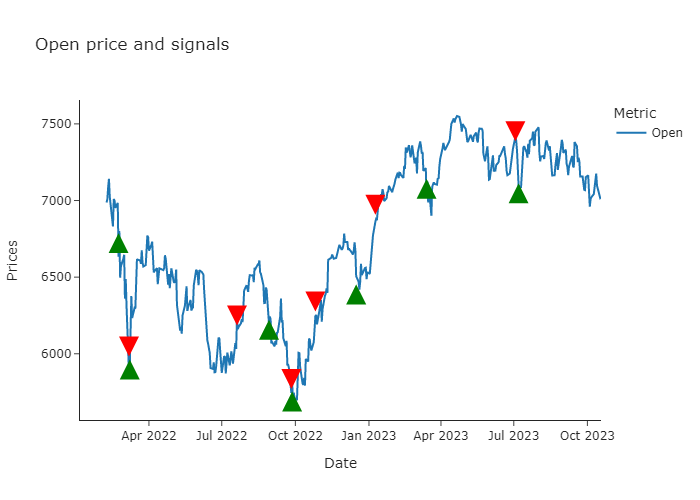 Open price and signals
Metric
Open
Prices
7500
7000
6500
6000
Apr 2022
Jul 2022
Oct 2022
Jan 2023
Apr 2023
Jul 2023
Oct 2023
Date